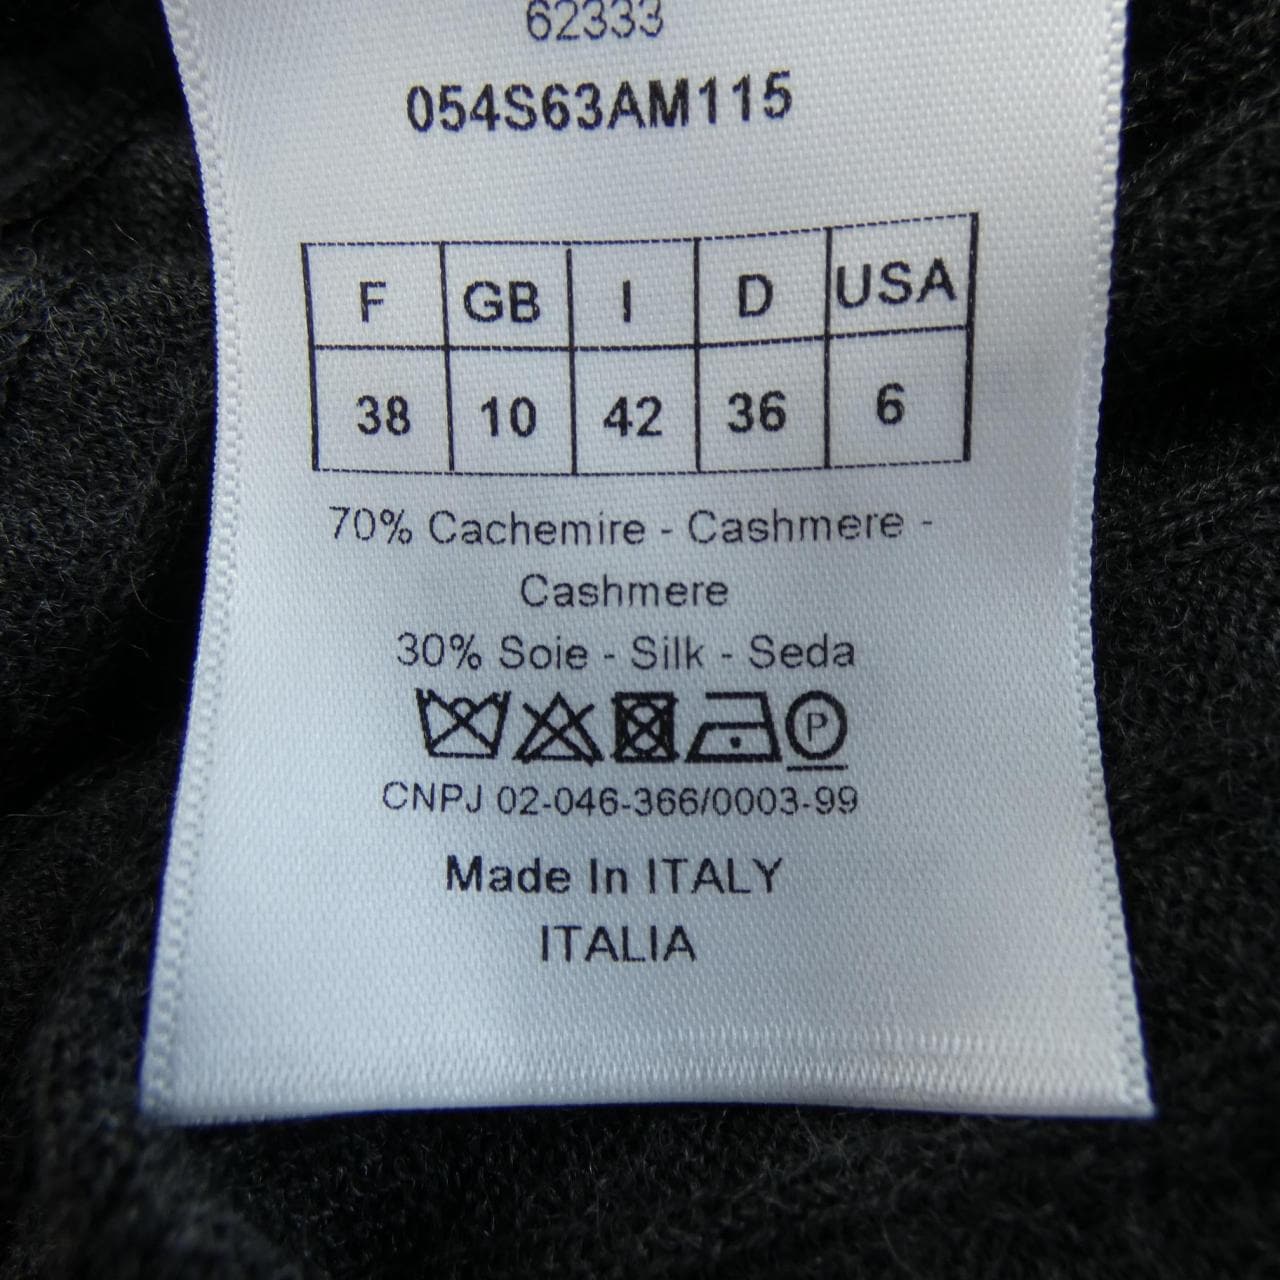 62333
054S63AM115
F GB I D USA
38 10 42 36 6
70% Cachemire - Cashmere -
Cashmere
30% Soie - Silk - Seda
P
CNPJ 02-046-366/0003-99
Made In ITALY
ITALIA